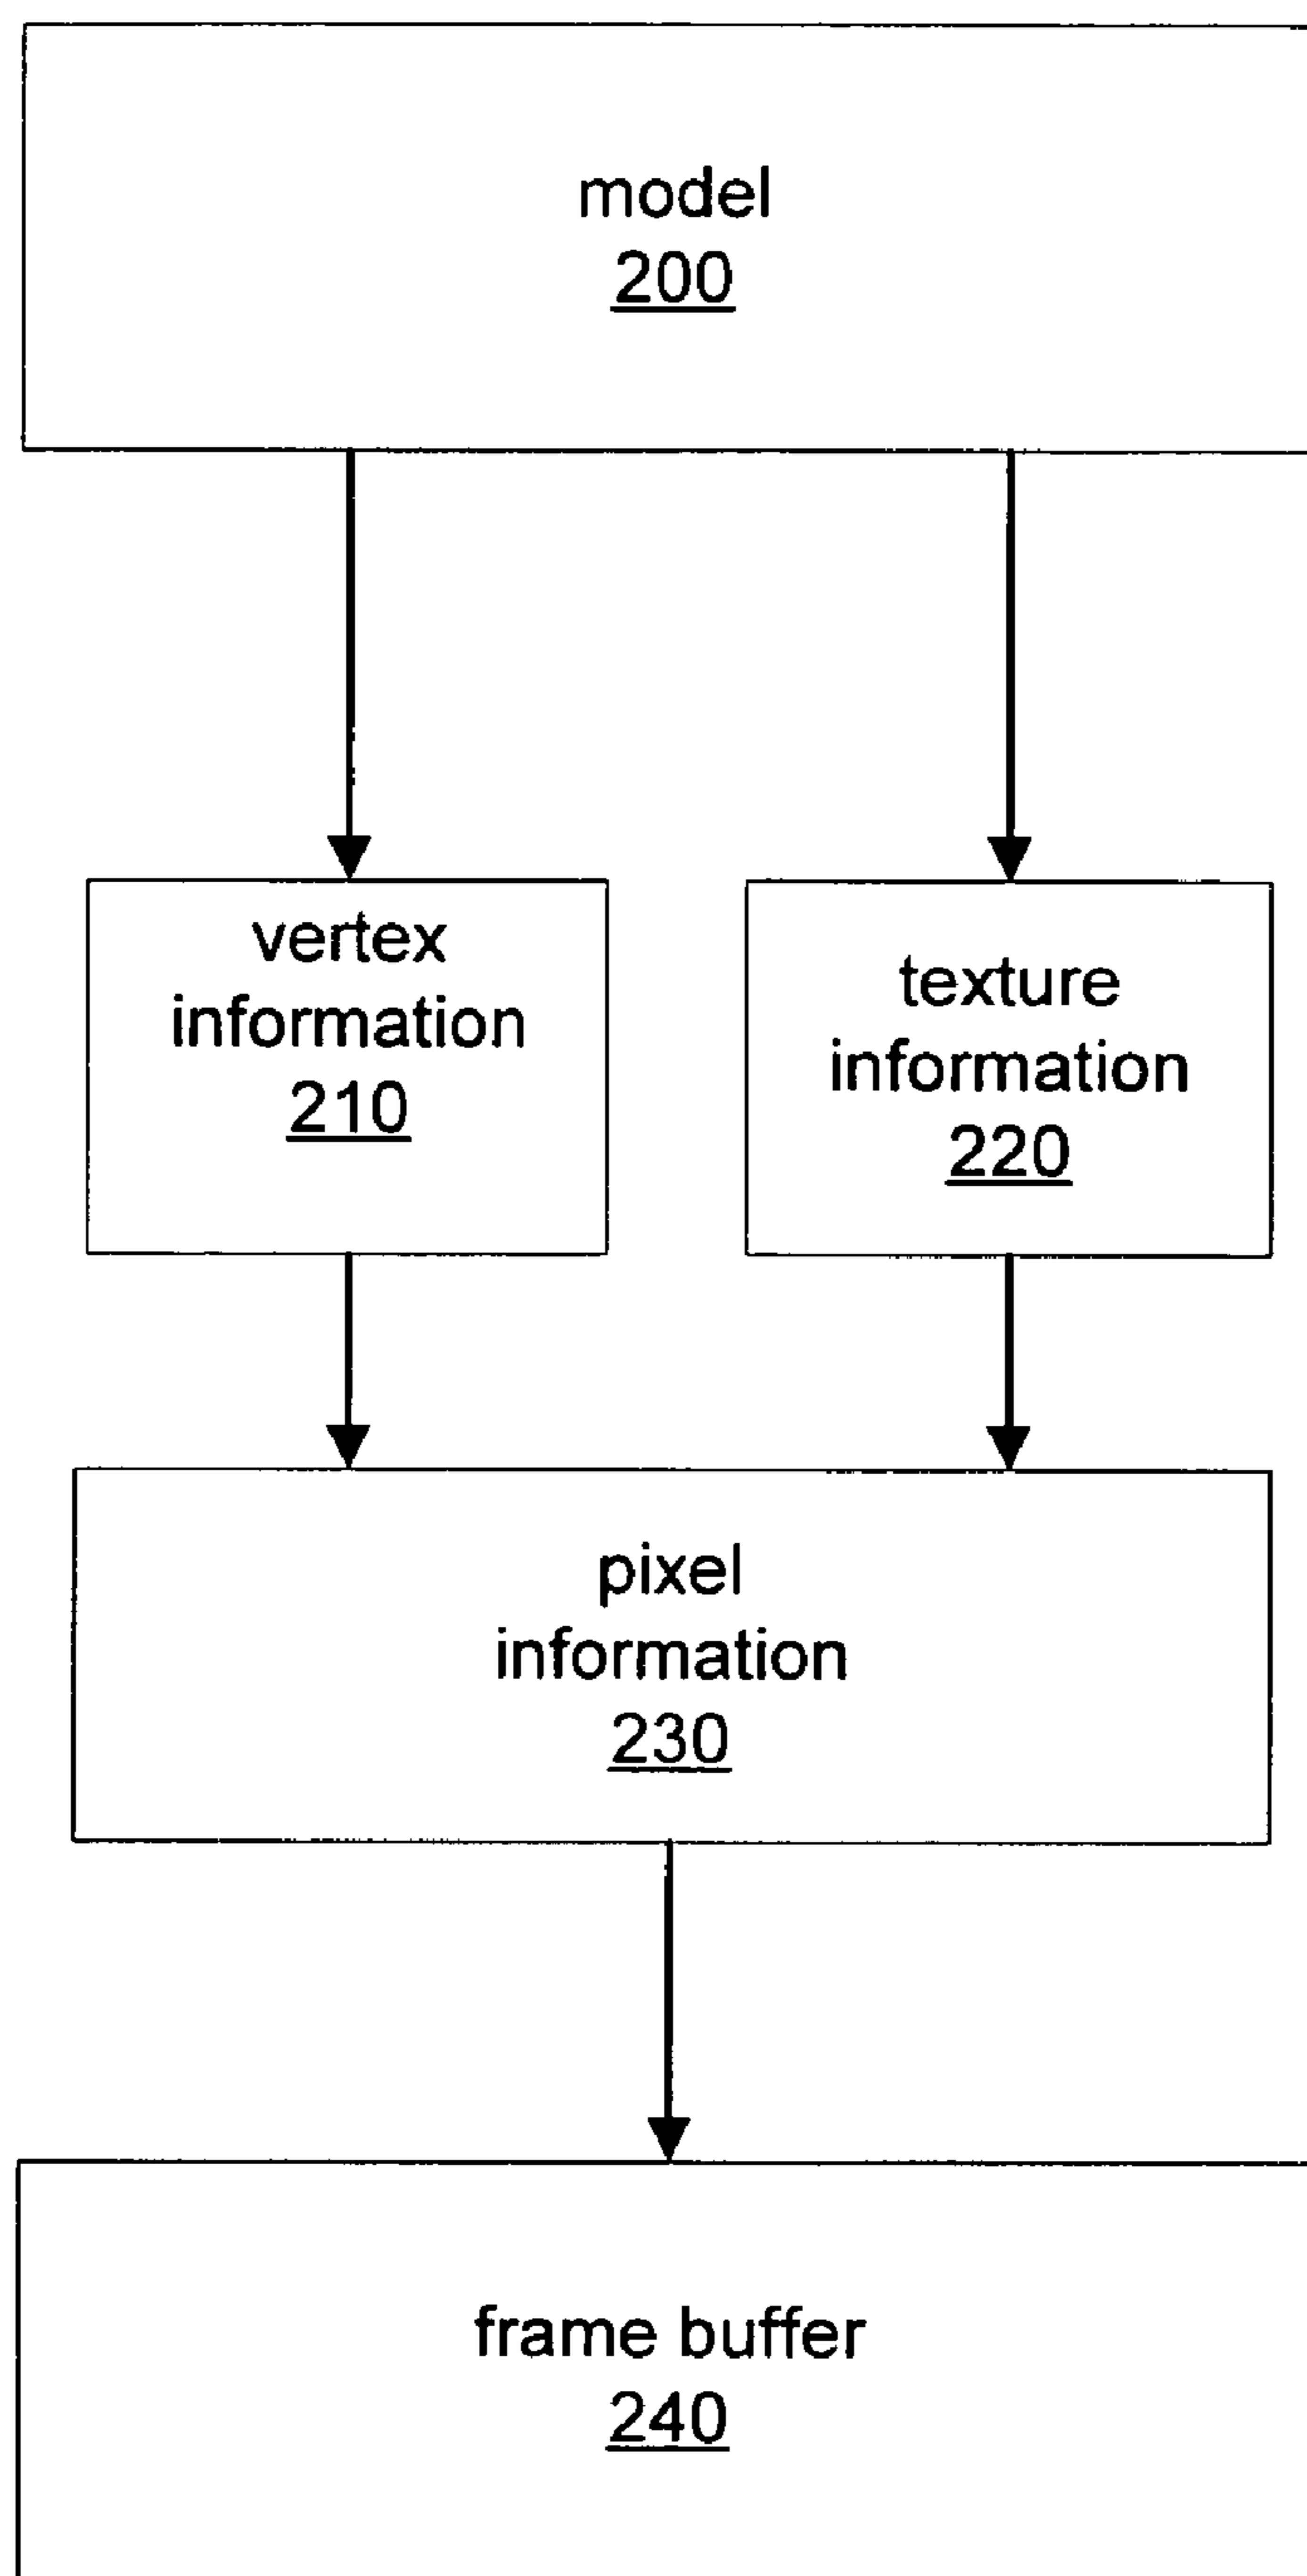 model
200
vertex
information
210
texture
information
220
pixel
information
230
frame buffer
240